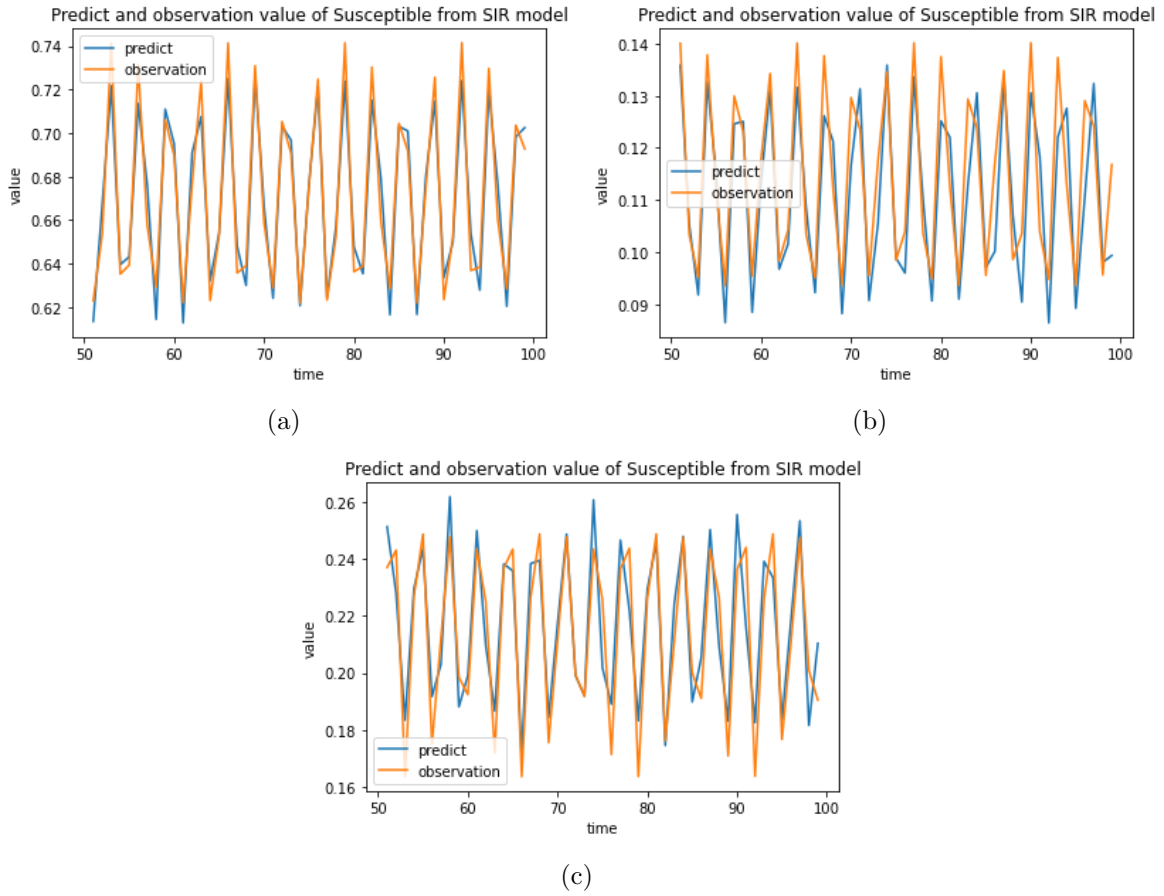 Predict and observation value of Susceptible from SIR model
0.74
0.72
0.70
0.68
0.66
0.64
0.62
value
predict
observation
50
60
70
80
90
100
time
(a)
Predict and observation value of Susceptible from SIR model
0.14
0.13
0.12
0.11
0.10
0.09
value
predict
observation
50
60
70
80
90
100
time
(b)
Predict and observation value of Susceptible from SIR model
0.26
0.24
0.22
0.20
0.18
0.16
value
predict
observation
50
60
70
80
90
100
time
(c)